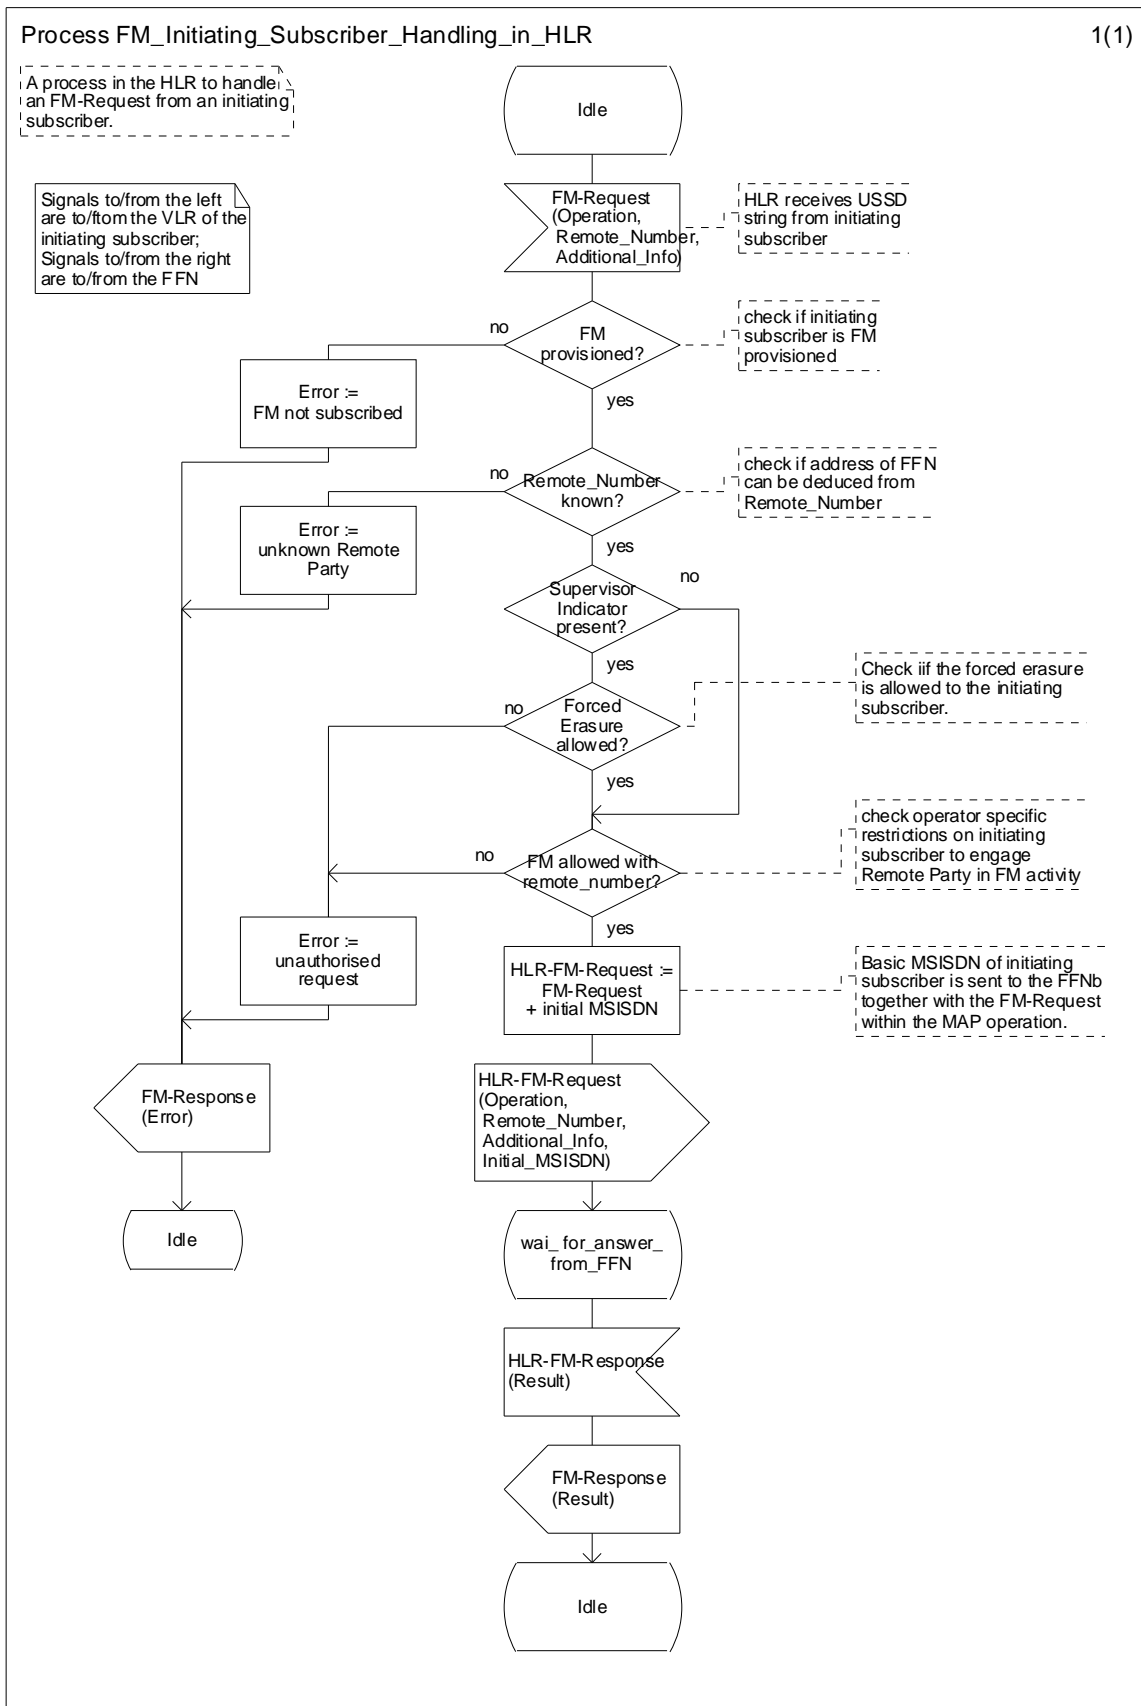 Process FM_Initiating_Subscriber_Handling_in_HLR
1(1)
A process in the HLR to handle
an FM-Request from an initiating
subscriber.
Idle
Signals to/from the left
are to/ftom the VLR of the
initiating subscriber;
Signals to/from the right
are to/from the FFN
FM-Request
(Operation,
Remote_Number,
Additional_Info)
HLR receives USSD
string from initiating
subscriber
no
FM
provisioned?
check if initiating
subscriber is FM
provisioned
Error :=
FM not subscribed
yes
no
Remote_Number
known?
check if address of FFN
can be deduced from
Remote_Number
Error :=
unknown Remote
Party
yes
Supervisor
Indicator
present?
no
yes
Check iif the forced erasure
is allowed to the initiating
subscriber.
no
Forced
Erasure
allowed?
yes
check operator specific
restrictions on initiating
subscriber to engage
Remote Party in FM activity
no
FM allowed with
remote_number?
yes
Error :=
unauthorised
request
HLR-FM-Request :=
FM-Request
+ initial MSISDN
Basic MSISDN of initiating
subscriber is sent to the FFNb
together with the FM-Request
within the MAP operation.
FM-Response
(Error)
HLR-FM-Request
(Operation,
Remote_Number,
Additional_Info,
Initial_MSISDN)
Idle
wai_ for_answer_
from_FFN
HLR-FM-Response
(Result)
FM-Response
(Result)
Idle